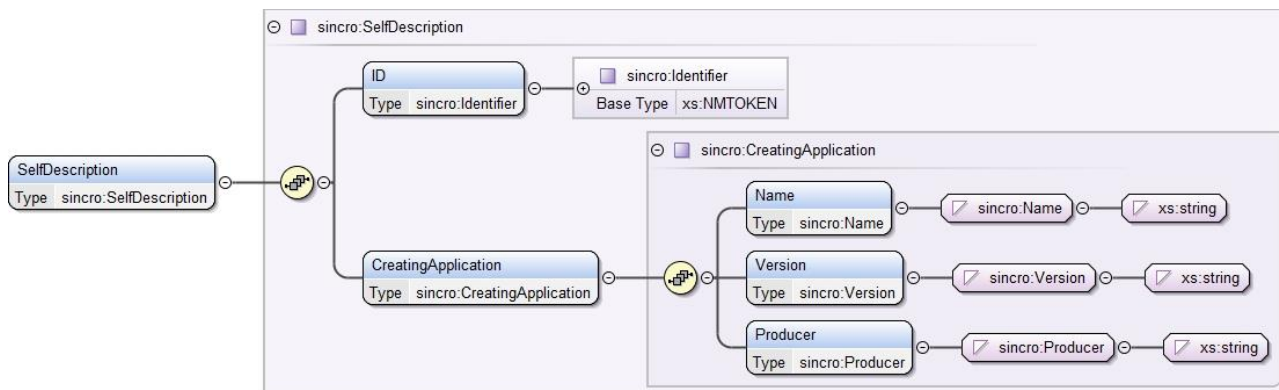 sincro:SelfDescription
ID
Type sincro:Identifier
sincro:Identifier
Base Type xs:NMTOKEN
SelfDescription
Type sincro:SelfDescription
sincro:CreatingApplication
Name
Type sincro:Name
sincro:Name
xs:string
CreatingApplication
Type sincro:CreatingApplication
Version
Type sincro:Version
sincro:Version
xs:string
Producer
Type sincro:Producer
sincro:Producer
xs:string